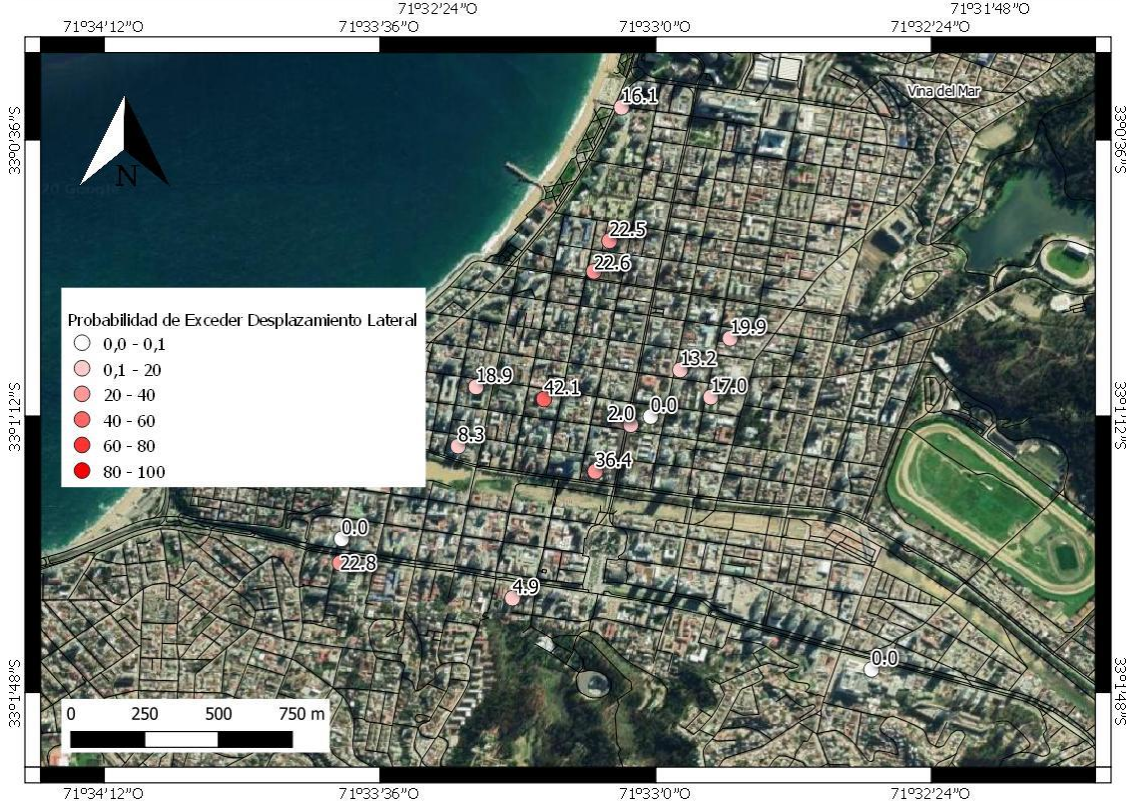 71°32'24"O 71°31'48"O
71°34'12"O 71°33'36"O 71°33'0"O 71°32'24"O
16.1
Vina del Mar
33°0'36"S
33°0'36"S
N
22.5
22.6
Probabilidad de Exceder Desplazamiento Lateral
0,0 - 0,1
0,1 - 20
20 - 40
40 - 60
60 - 80
80 - 100
19.9
13.2
18.9
42.1
17.0
2.0
0.0
33°1'12"S
33°1'12"S
8.3
36.4
0.0
22.8
4.9
0.0
33°1'48"S
33°1'48"S
0 250 500 750 m
71°34'12"O 71°33'36"O 71°33'0"O 71°32'24"O